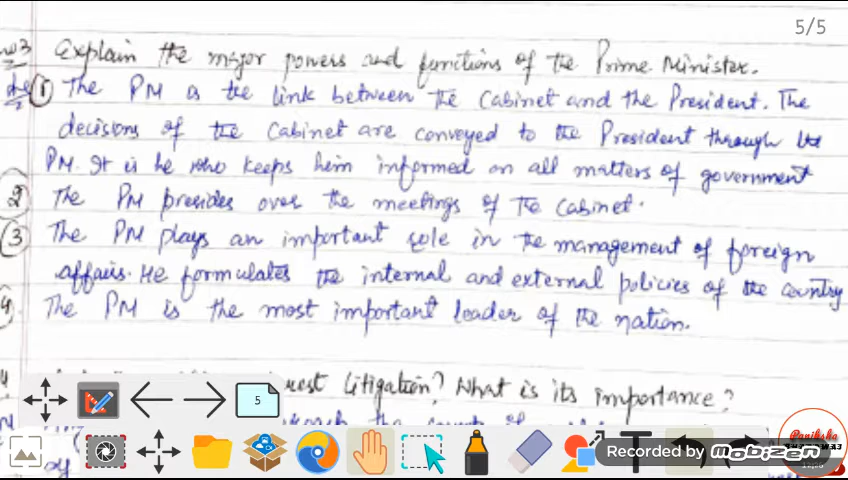 5/5
Explain the major powers and functions of the Prime Minister.
① The PM is the link between the Cabinet and the President. The
decisions of the Cabinet are conveyed to the President through the
PM. It is he who keeps him informed on all matters of government
② The PM presides over the meetings of the Cabinet.
③ The PM plays an important role in the management of foreign
affairs. He formulates the internal and external policies of the country
④ The PM is the most important leader of the nation.
Litigation? What is its importance?
5
the
T
Recorded by
MOBIZEN
Paniksha